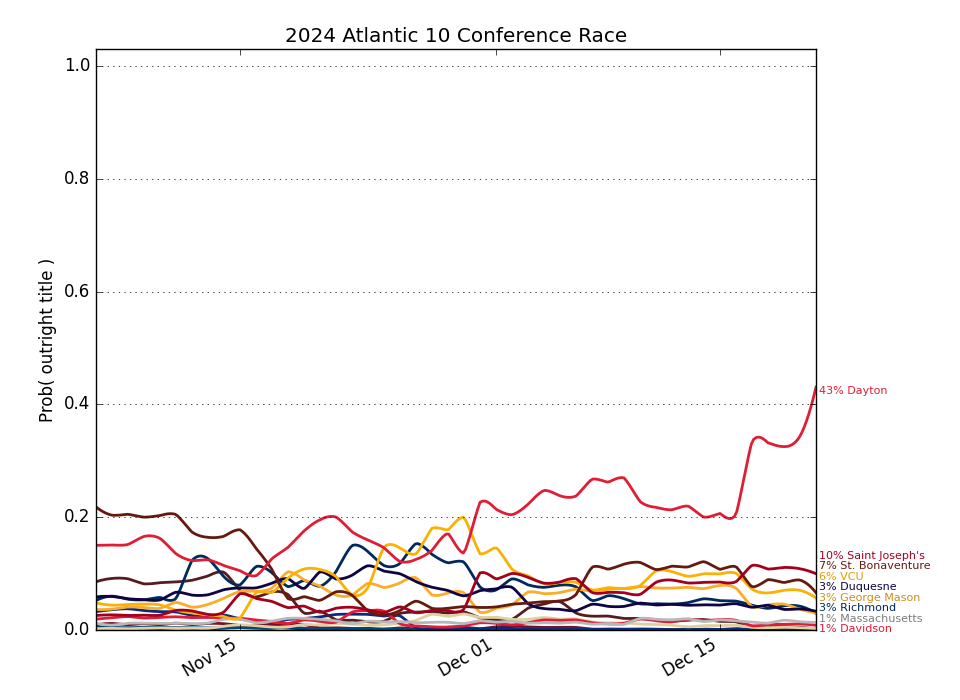 2024 Atlantic 10 Conference Race
Prob( outright title )
1.0
0.8
0.6
0.4
0.2
0.0
Nov 15
Dec 01
Dec 15
43% Dayton
10% Saint Joseph's
7% St. Bonaventure
6% VCU
3% Duquesne
3% George Mason
3% Richmond
1% Massachusetts
1% Davidson